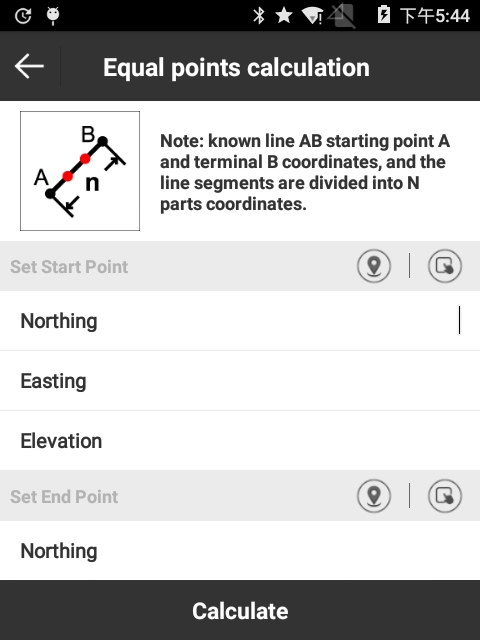 下午5:44
Equal points calculation
B
A
n
Note: known line AB starting point A
and terminal B coordinates, and the
line segments are divided into N
parts coordinates.
Set Start Point
Northing
Easting
Elevation
Set End Point
Northing
Calculate